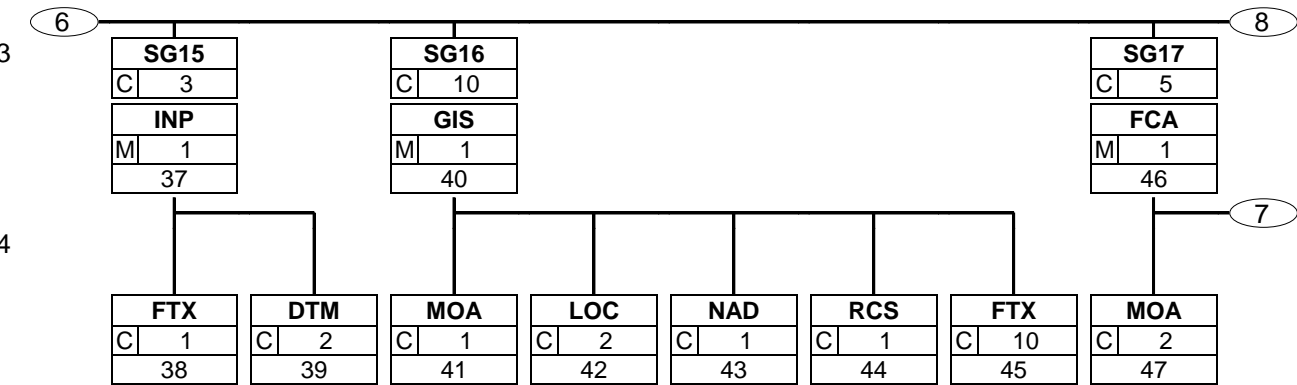 6 8
3
SG15 SG16 SG17
C 3 C 10 C 5
INP GIS FCA
M 1 M 1 M 1
37 40 46
7
4
FTX DTM MOA LOC NAD RCS FTX MOA
C 1 C 2 C 1 C 2 C 1 C 1 C 10 C 2
38 39 41 42 43 44 45 47